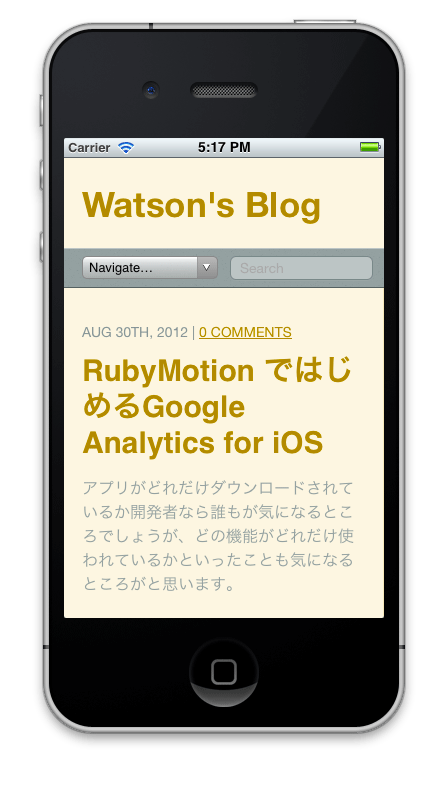 Carrier 5:17 PM
Watson's Blog
Navigate... Search
AUG 30TH, 2012 | 0 COMMENTS
RubyMotion ではじ
めるGoogle
Analytics for iOS
アプリがどれだけダウンロードされて
いるか開発者なら誰もが気になるとこ
ろでしょうが、どの機能がどれだけ使
われているかといったことも気になる
ところがと思います。